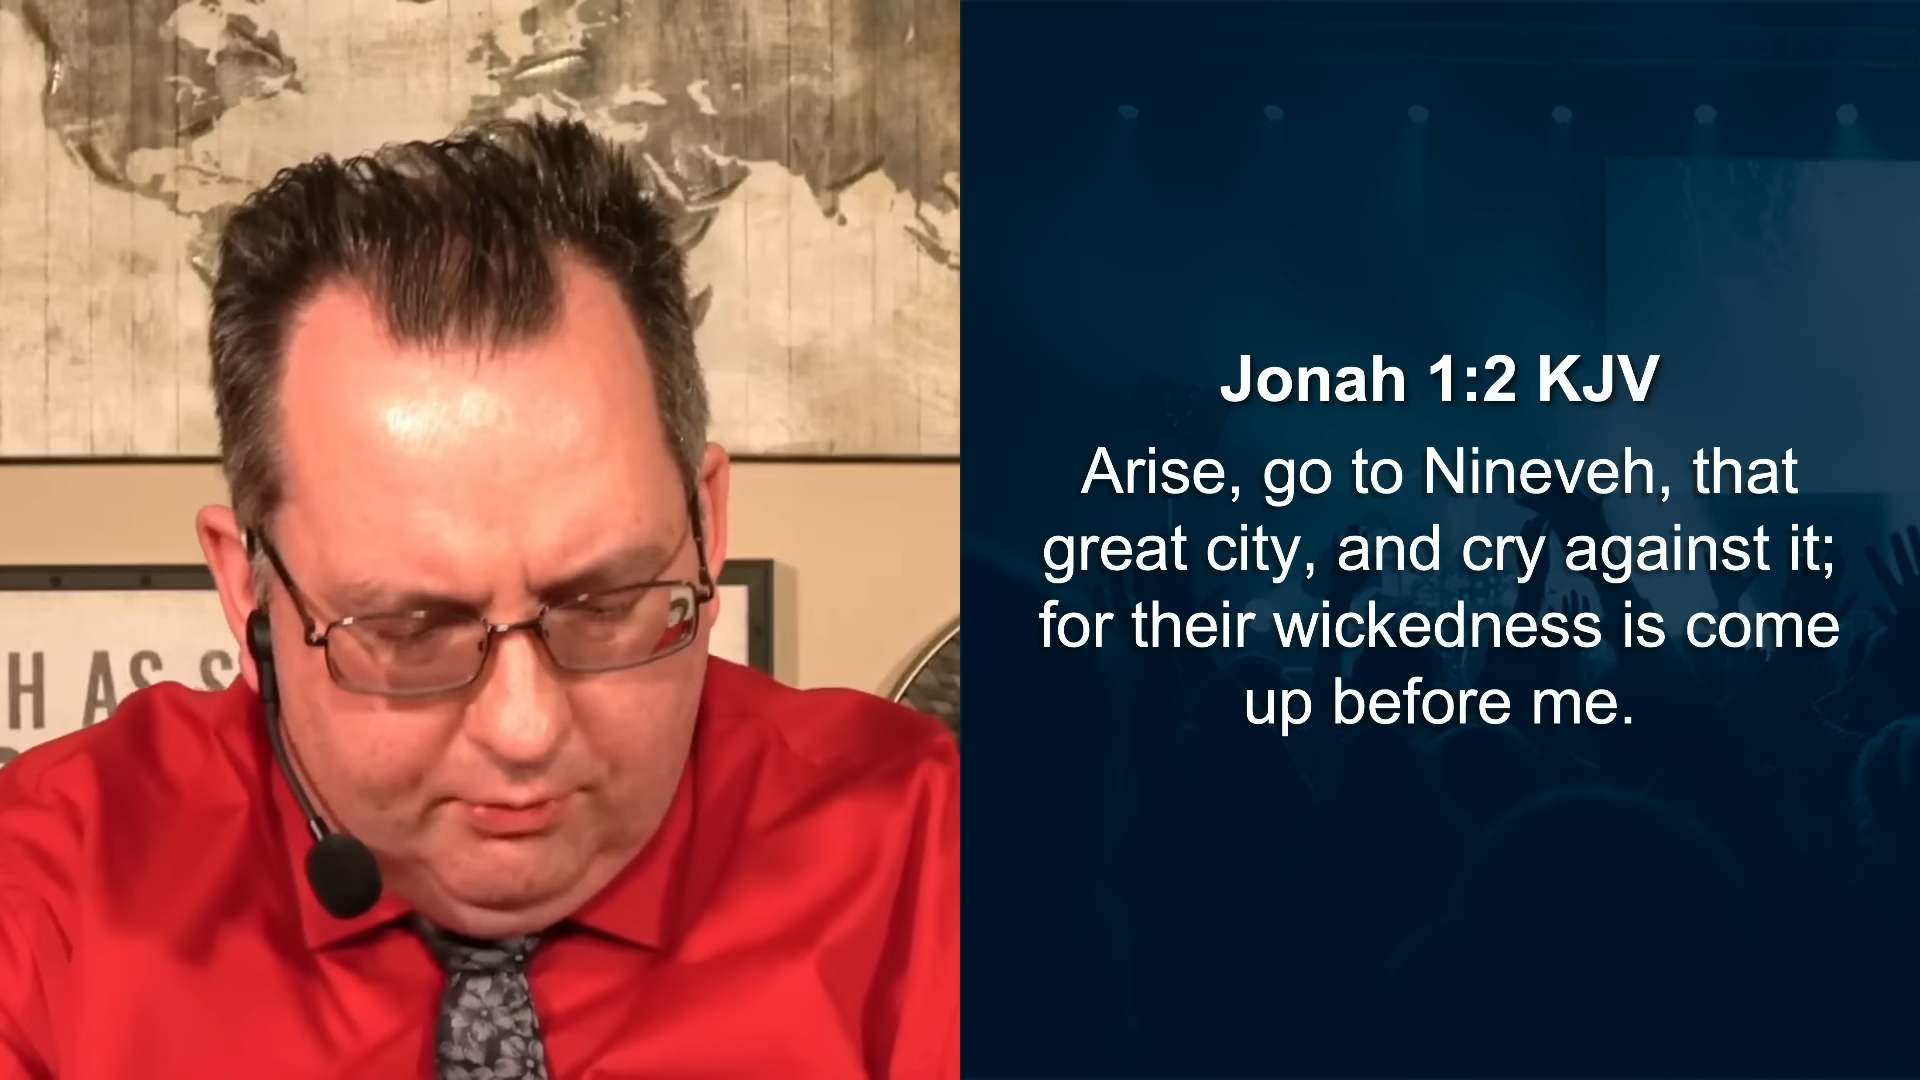 H AS S
Jonah 1:2 KJV
Arise, go to Nineveh, that
great city, and cry against it;
for their wickedness is come
up before me.